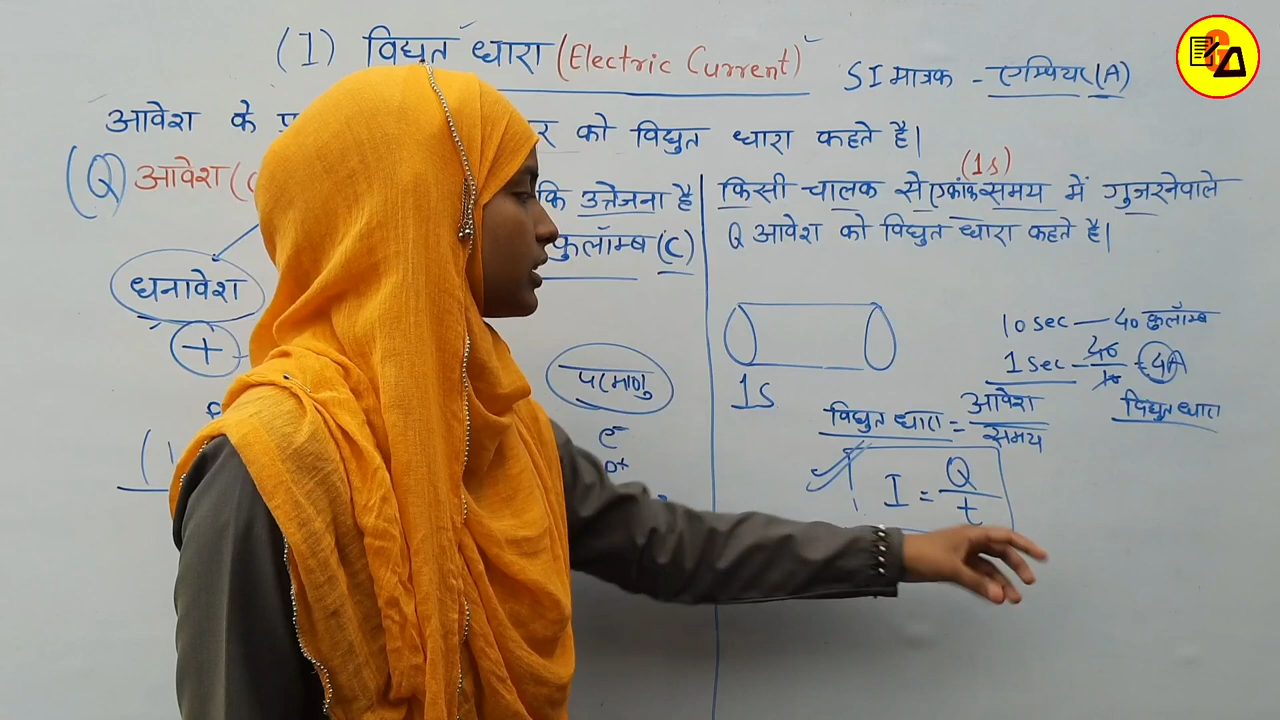 (I) विद्युत धारा (Electric Current)
SI मात्रक - एम्पियर (A)
आवेश के को विद्युत धारा कहते है।
(Q) आवेश ( कि उत्तेजना है
कुलॉम्ब (C)
धनावेश
+
परमाणु
e-
(1s)
किसी चालक से एकांक समय में गुजरनेवाले
Q आवेश को विद्युत धारा कहते है।
1s
10 sec — 40 कुलॉम्ब
1 sec — 40/10 = 4A
विद्युत धारा
विद्युत धारा = आवेश/समय
I = Q/t